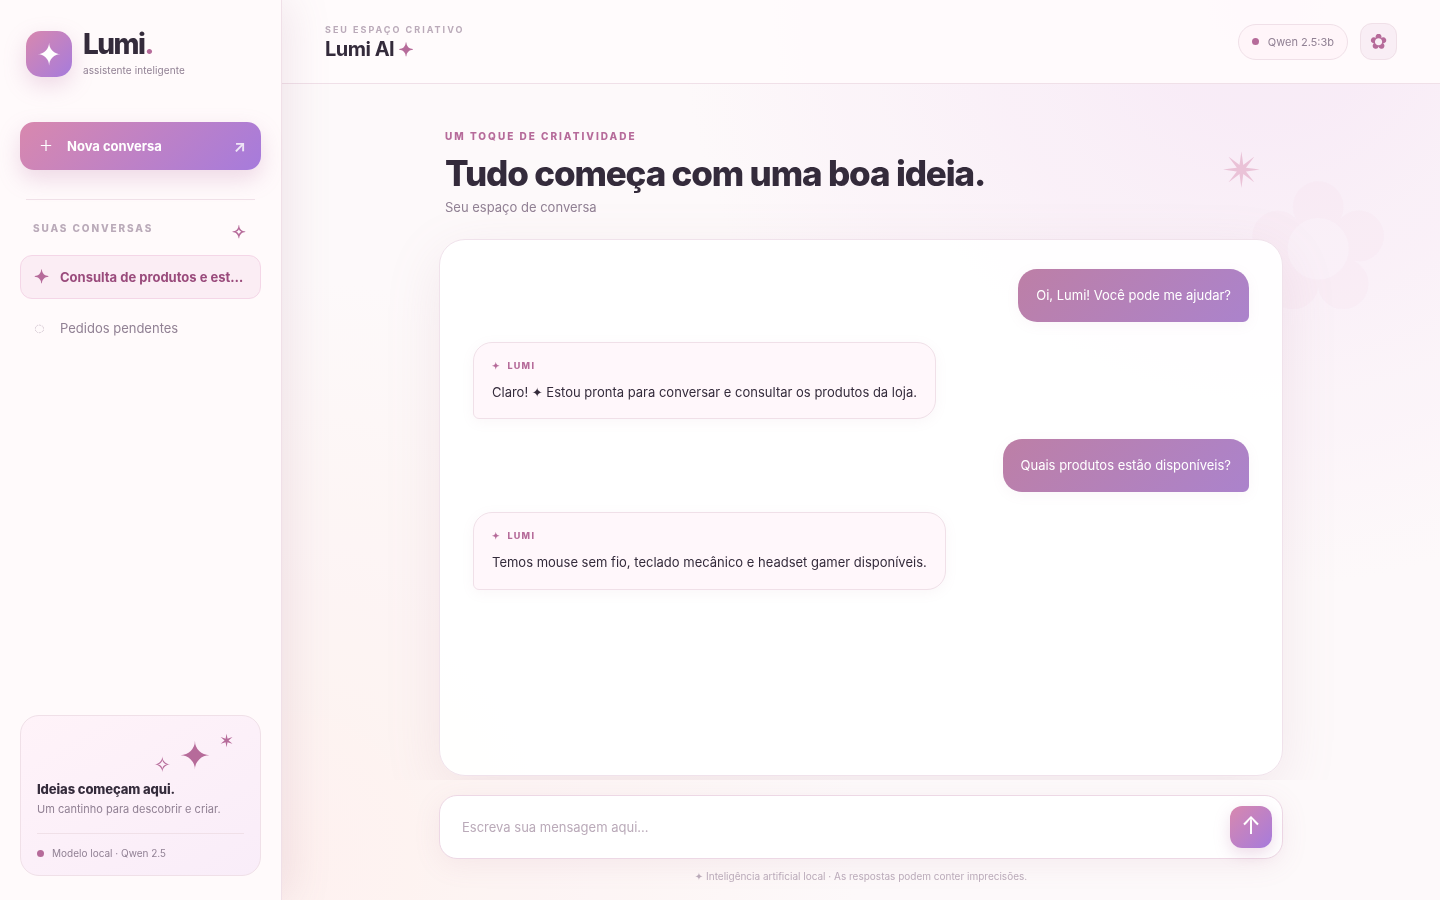 Lumi.
assistente inteligente
+ Nova conversa
SUAS CONVERSAS
Consulta de produtos e est...
Pedidos pendentes
Ideias começam aqui.
Um cantinho para descobrir e criar.
Modelo local · Qwen 2.5
SEU ESPAÇO CRIATIVO
Lumi AI ✦
Qwen 2.5:3b
UM TOQUE DE CRIATIVIDADE
Tudo começa com uma boa ideia.
Seu espaço de conversa
Oi, Lumi! Você pode me ajudar?
✦ LUMI
Claro! ✦ Estou pronta para conversar e consultar os produtos da loja.
Quais produtos estão disponíveis?
✦ LUMI
Temos mouse sem fio, teclado mecânico e headset gamer disponíveis.
Escreva sua mensagem aqui...
✦ Inteligência artificial local · As respostas podem conter imprecisões.